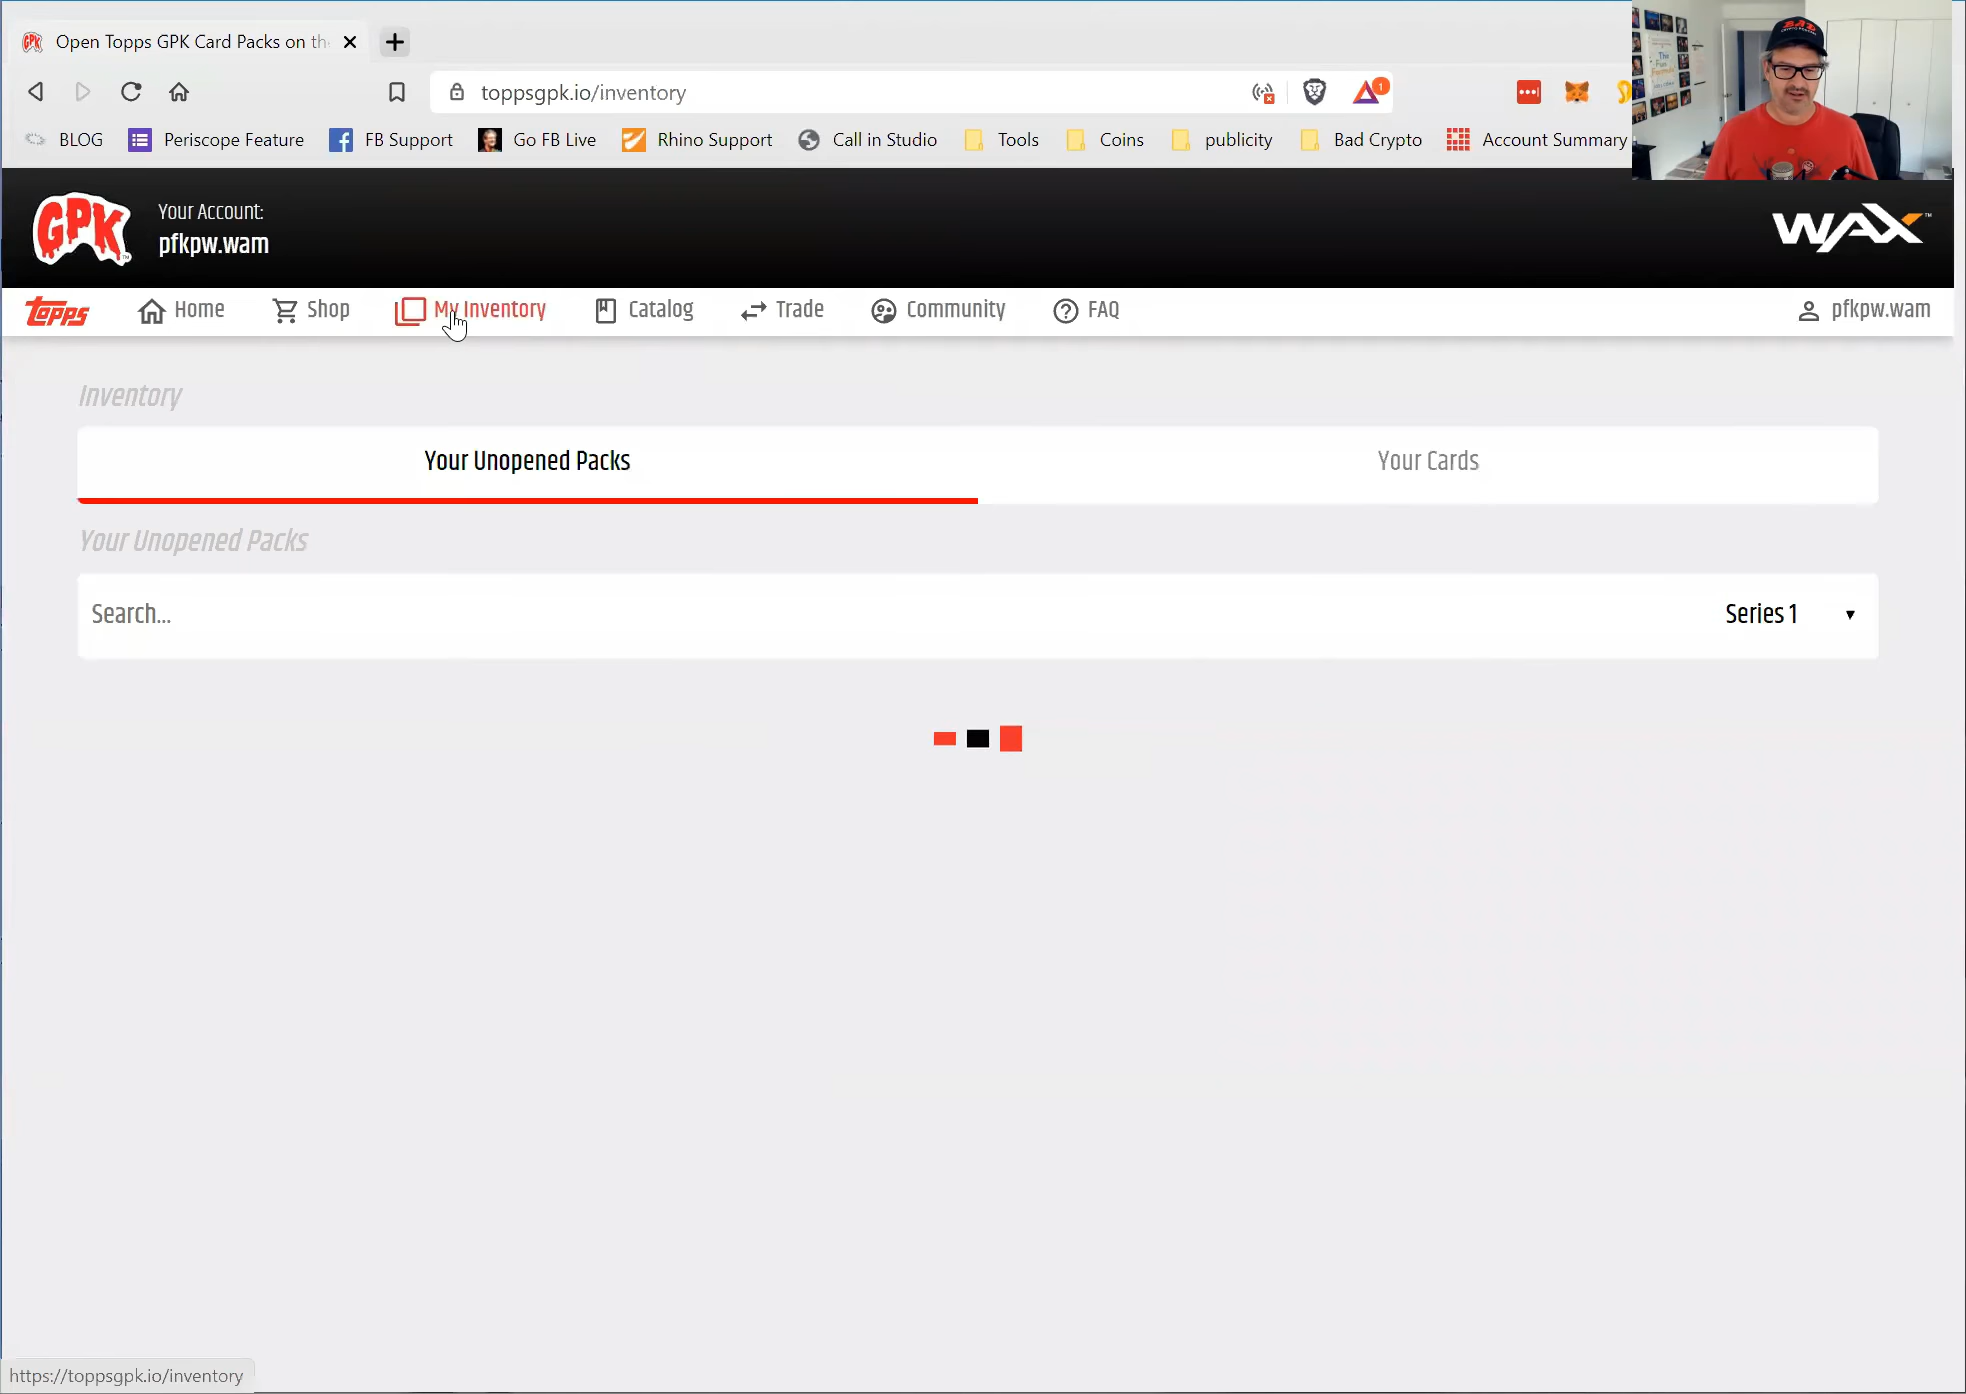 Open Topps GPK Card Packs on th
toppsgpk.io/inventory
1
BLOG
Periscope Feature
FB Support
Go FB Live
Rhino Support
Call in Studio
Tools
Coins
publicity
Bad Crypto
Account Summary
GPK
Your Account:
pfkpw.wam
WAX™
Topps
Home
Shop
My Inventory
Catalog
Trade
Community
FAQ
pfkpw.wam
Inventory
Your Unopened Packs
Your Cards
Your Unopened Packs
Search...
Series 1
https://toppsgpk.io/inventory